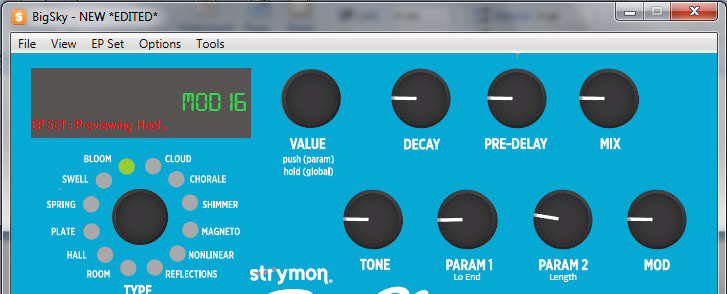 BigSky - NEW *EDITED*
File View EP Set Options Tools
MOD 16
EP SET : Previewing Heel...
VALUE
push (param)
hold (global)
DECAY
PRE-DELAY
MIX
BLOOM
CLOUD
SWELL
CHORALE
SPRING
SHIMMER
PLATE
MAGNETO
HALL
NONLINEAR
ROOM
REFLECTIONS
TYPE
TONE
PARAM 1
Lo End
PARAM 2
Length
MOD
strymon.